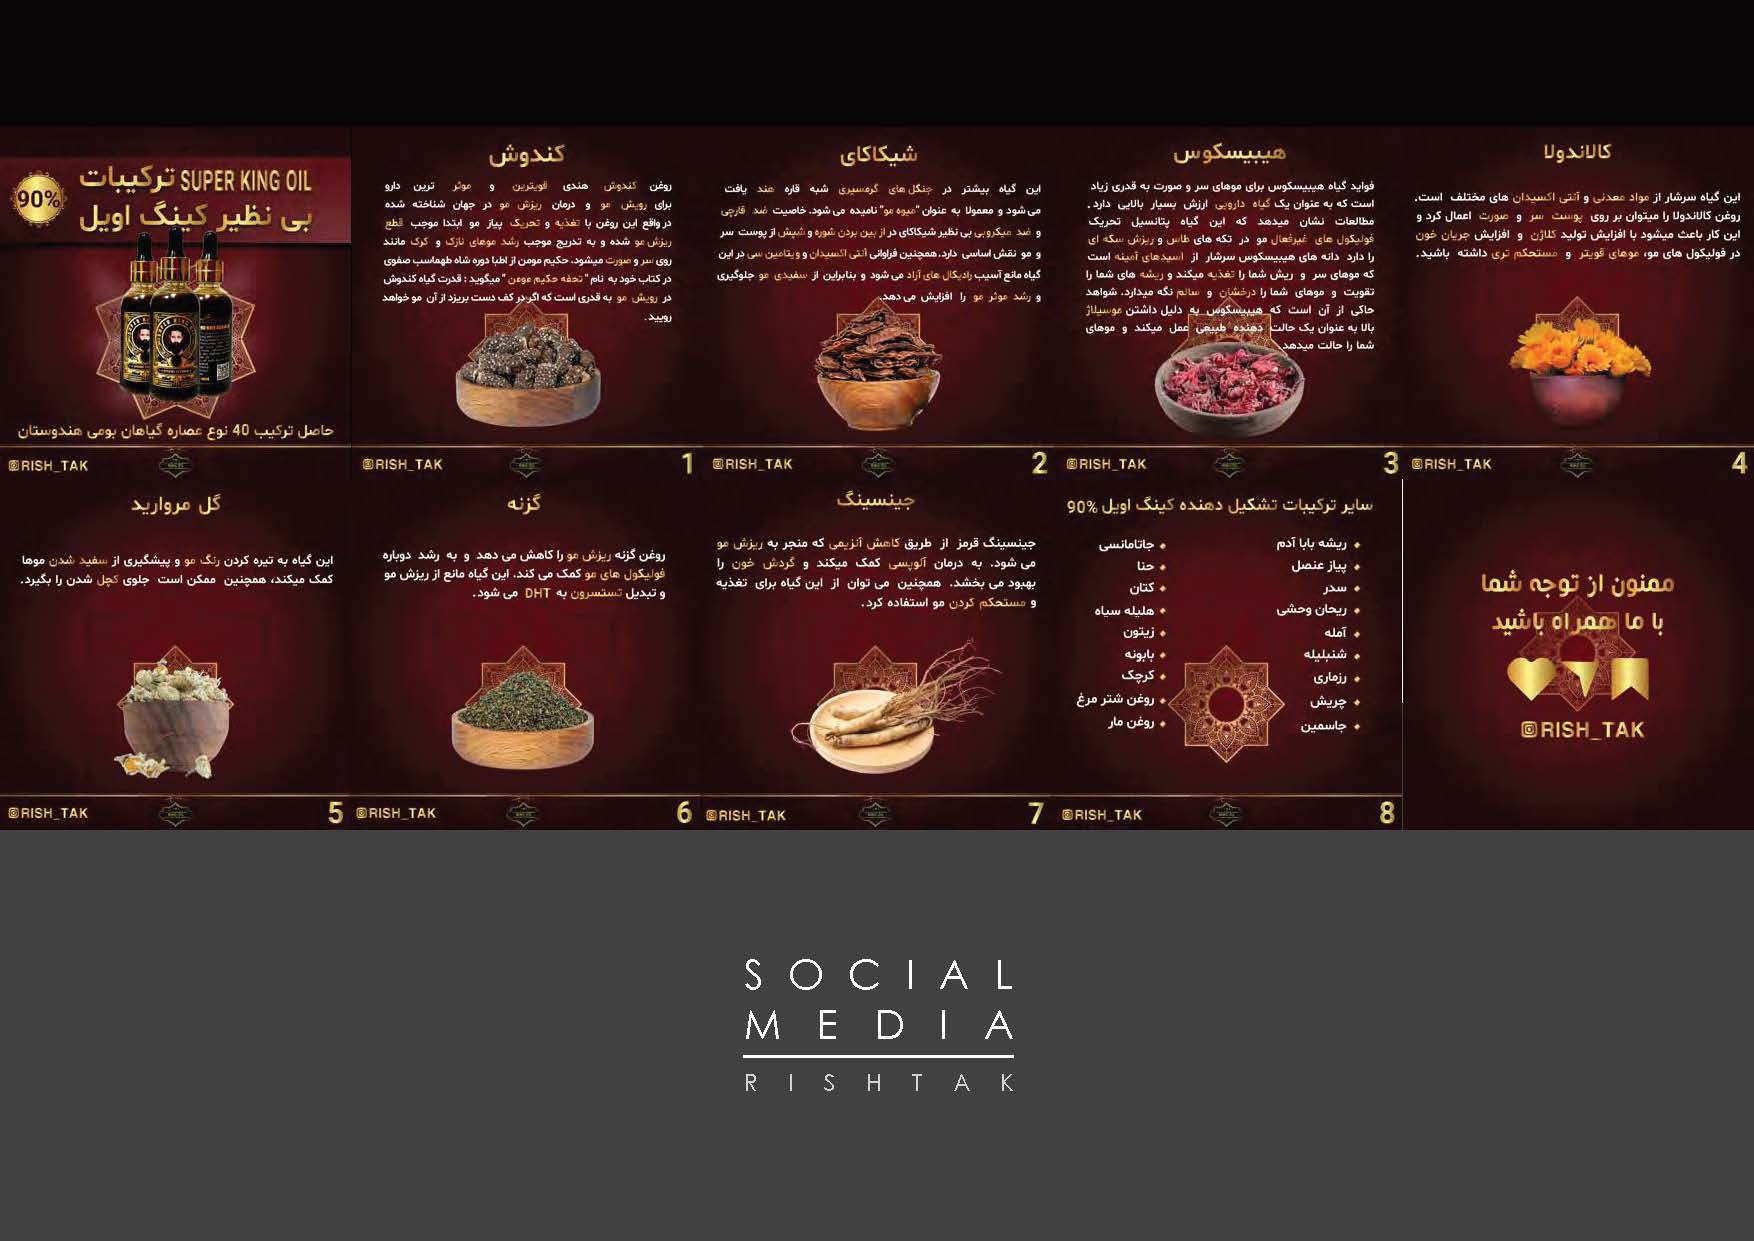 90%
ترکیبات SUPER KING OIL
بی نظیر کینگ اویل
حاصل ترکیب 40 نوع عصاره گیاهان بومی هندوستان
@RISH_TAK
کندوش
روغن کندوش هندی قویترین و موثر ترین دارو
برای رویش مو و درمان ریزش مو در جهان شناخته شده
در واقع این روغن با تغذیه و تحریک پیاز مو ابتدا موجب قطع
ریزش مو شده و به تدریج موجب رشد موهای نازک و کرک مانند
روی سر و صورت میشود. حکیم مومن از اطبا دوره شاه طهماسب صفوی
در کتاب خود به نام "تحفه حکیم مومن" میگوید : قدرت گیاه کندوش
در رویش مو به قدری است که اگر در کف دست بریزد از آن مو خواهد
رویید.
@RISH_TAK
1
شیکاکای
این گیاه بیشتر در جنگل های گرمسیری شبه قاره هند یافت
می شود و معمولا به عنوان "میوه مو" نامیده می شود. خاصیت ضد قارچی
و ضد میکروبی بی نظیر شیکاکای در از بین بردن شوره و شپش از پوست سر
و مو نقش اساسی دارد. همچنین فراوانی آنتی اکسیدان و ویتامین سی در این
گیاه مانع آسیب رادیکال های آزاد می شود و بنابراین از سفیدی مو جلوگیری
و رشد موثر مو را افزایش می دهد.
@RISH_TAK
2
هیبیسکوس
فواید گیاه هیبیسکوس برای موهای سر و صورت به قدری زیاد
است که به عنوان یک گیاه دارویی ارزش بسیار بالایی دارد .
مطالعات نشان میدهد که این گیاه پتانسیل تحریک
فولیکول های غیرفعال مو در تکه های طاس و ریزش سکه ای
را دارد دانه های هیبیسکوس سرشار از اسیدهای آمینه است
که موهای سر و ریش شما را تغذیه میکند و ریشه های شما را
تقویت و موهای شما را درخشان و سالم نگه میدارد. شواهد
حاکی از آن است که هیبیسکوس به دلیل داشتن موسیلاژ
بالا به عنوان یک حالت دهنده طبیعی عمل میکند و موهای
شما را حالت میدهد.
@RISH_TAK
3
کالاندولا
این گیاه سرشار از مواد معدنی و آنتی اکسیدان های مختلف است.
روغن کالاندولا را میتوان بر روی پوست سر و صورت اعمال کرد و
این کار باعث میشود با افزایش تولید کلاژن و افزایش جریان خون
در فولیکول های مو، موهای قویتر و مستحکم تری داشته باشید.
@RISH_TAK
4
گل مروارید
این گیاه به تیره کردن رنگ مو و پیشگیری از سفید شدن موها
کمک میکند، همچنین ممکن است جلوی کچل شدن را بگیرد.
@RISH_TAK
5
گزنه
روغن گزنه ریزش مو را کاهش می دهد و به رشد دوباره
فولیکول های مو کمک می کند. این گیاه مانع از ریزش مو
و تبدیل تستسرون به DHT می شود.
@RISH_TAK
6
جینسینگ
جینسینگ قرمز از طریق کاهش آنزیمی که منجر به ریزش مو
می شود. به درمان آلوپسی کمک میکند و گردش خون را
بهبود می بخشد. همچنین می توان از این گیاه برای تغذیه
و مستحکم کردن مو استفاده کرد.
@RISH_TAK
7
سایر ترکیبات تشکیل دهنده کینگ اویل 90%
ریشه بابا آدم
پیاز عنصل
سدر
ریحان وحشی
آمله
شنبلیله
رزماری
چریش
جاسمین
جاتامانسی
حنا
کتان
هلیله سیاه
زیتون
بابونه
کرچک
روغن شتر مرغ
روغن مار
@RISH_TAK
8
ممنون از توجه شما
با ما همراه باشید
@RISH_TAK
SOCIAL
MEDIA
RISHTAK